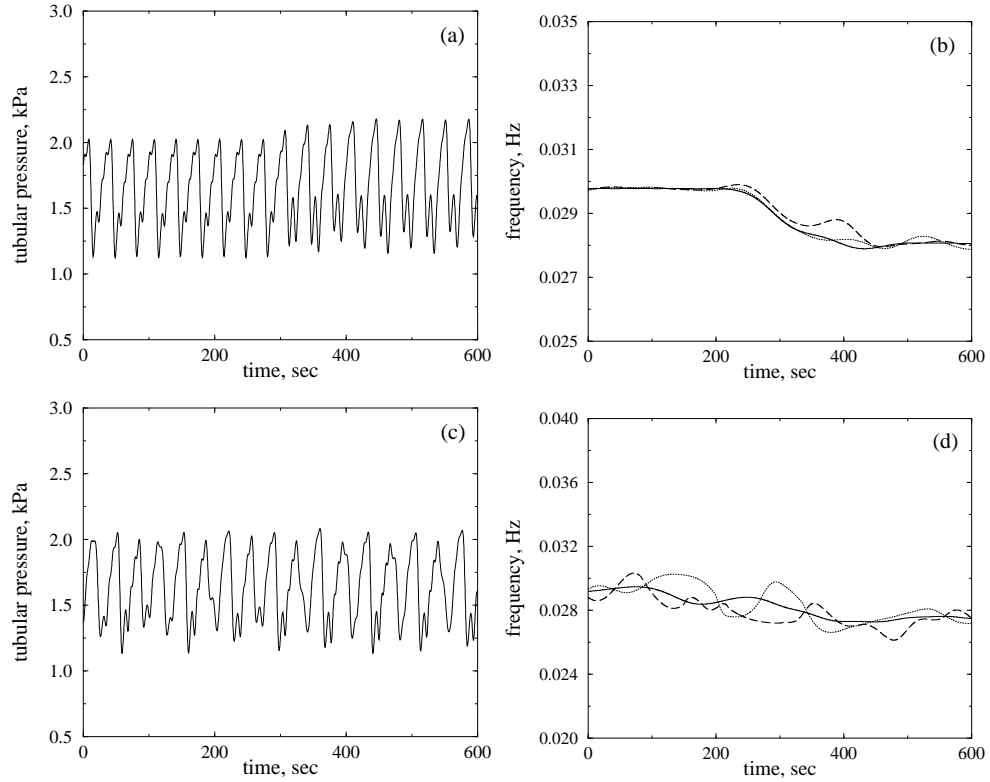 (a)
tubular pressure, kPa
3.0
2.5
2.0
1.5
1.0
0.5
0 200 400 600
time, sec
(b)
frequency, Hz
0.035
0.033
0.031
0.029
0.027
0.025
0 200 400 600
time, sec
(c)
tubular pressure, kPa
3.0
2.5
2.0
1.5
1.0
0.5
0 200 400 600
time, sec
(d)
frequency, Hz
0.040
0.036
0.032
0.028
0.024
0.020
0 200 400 600
time, sec